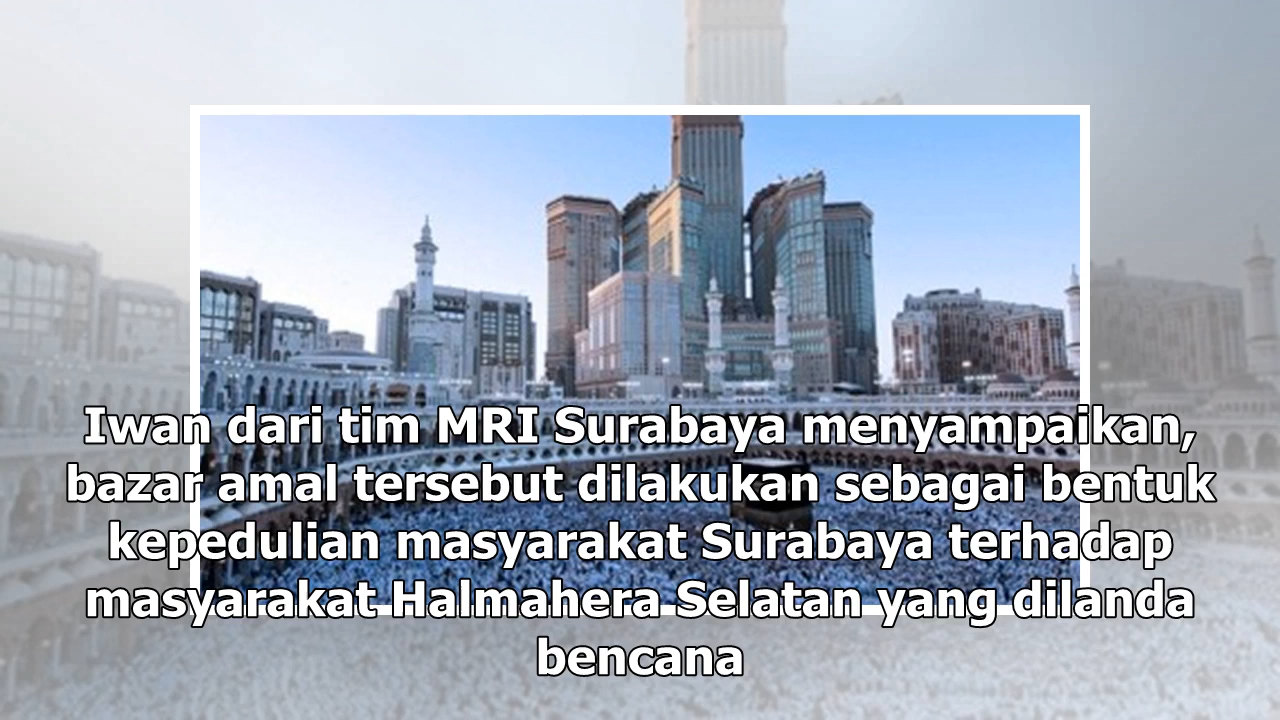 Iwan dari tim MRI Surabaya menyampaikan,
bazar amal tersebut dilakukan sebagai bentuk
kepedulian masyarakat Surabaya terhadap
masyarakat Halmahera Selatan yang dilanda
bencana